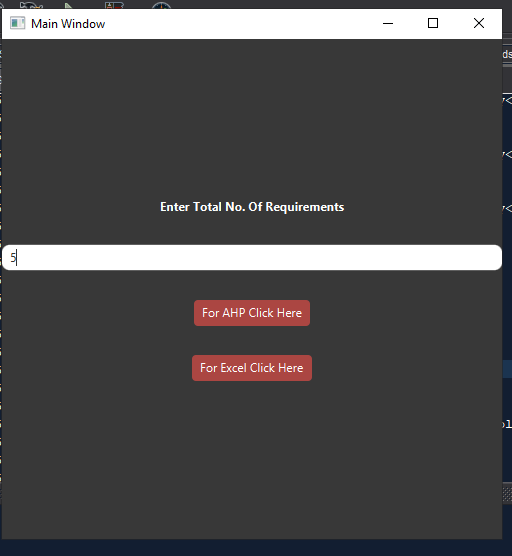 Main Window
Enter Total No. Of Requirements
5
For AHP Click Here
For Excel Click Here